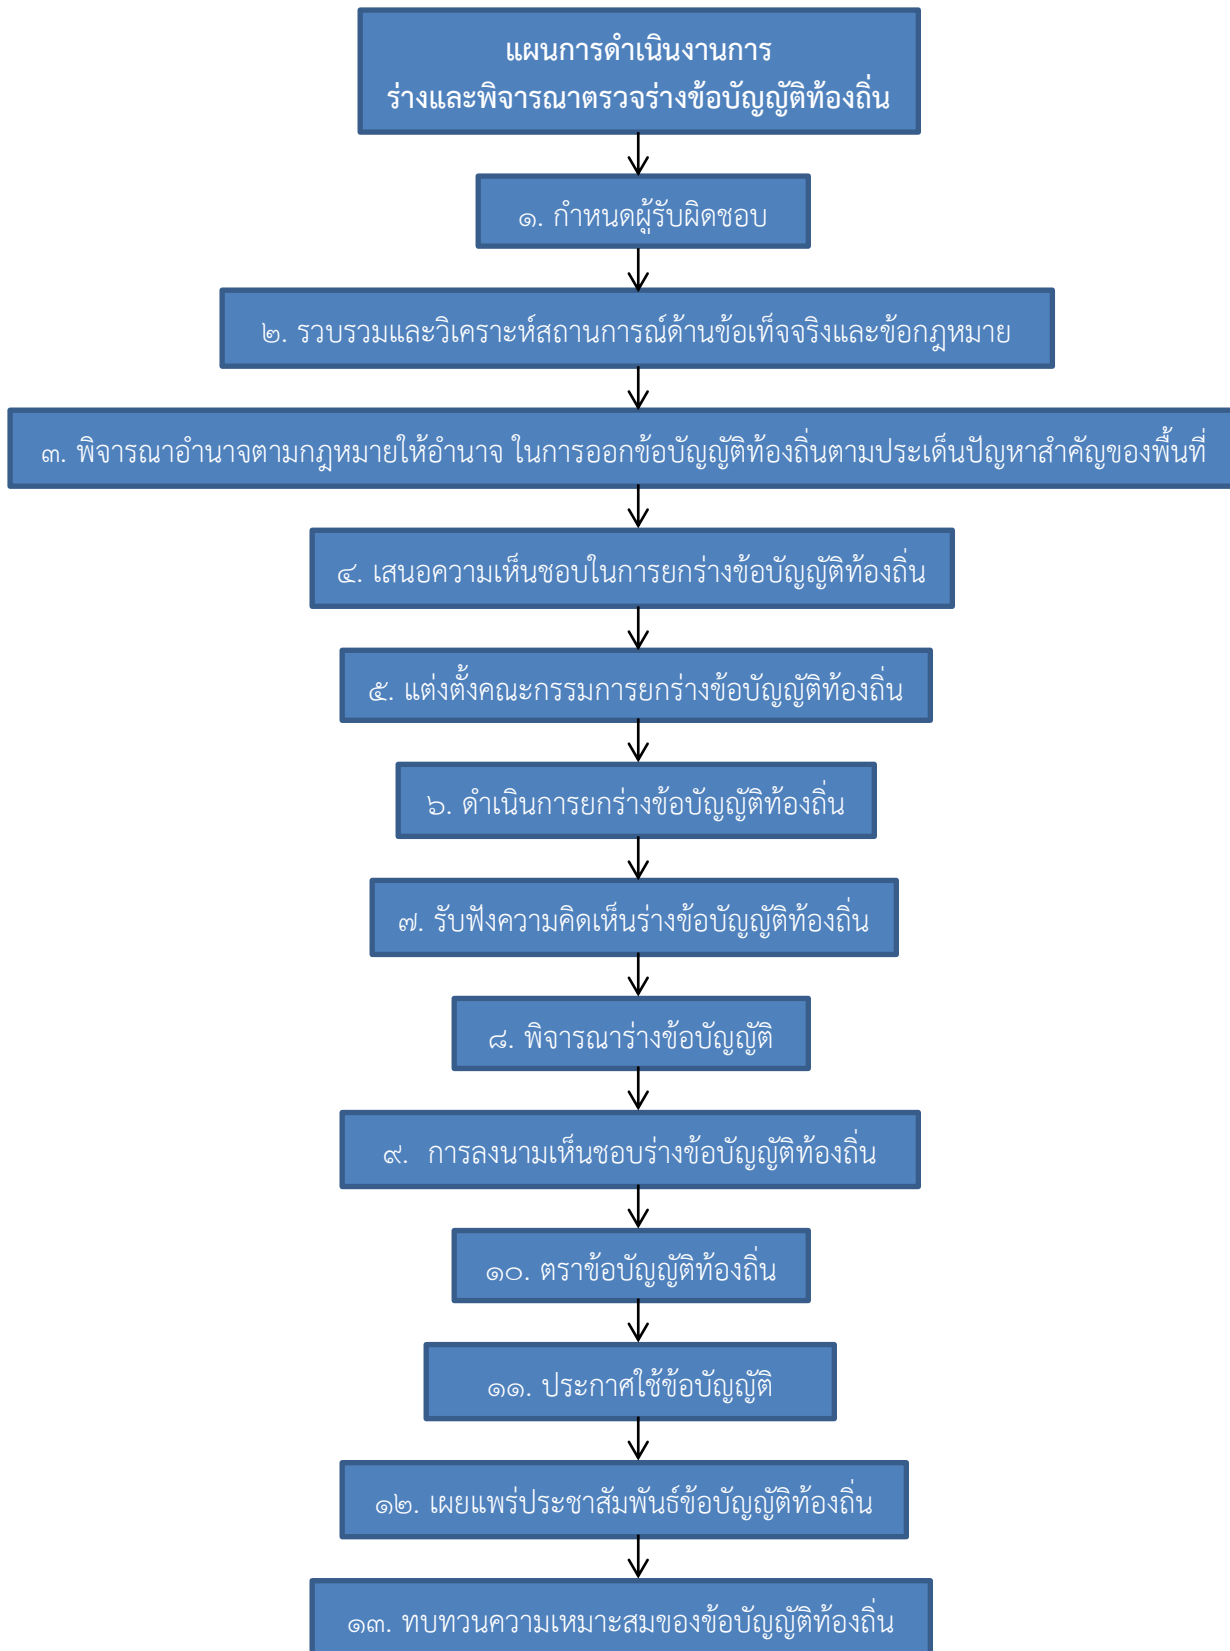 แผนการดำเนินงานการ
ร่างและพิจารณาตรวจร่างข้อบัญญัติท้องถิ่น
๑. กำหนดผู้รับผิดชอบ
๒. รวบรวมและวิเคราะห์สถานการณ์ด้านข้อเท็จจริงและข้อกฎหมาย
๓. พิจารณาอำนาจตามกฎหมายให้อำนาจ ในการออกข้อบัญญัติท้องถิ่นตามประเด็นปัญหาสำคัญของพื้นที่
๔. เสนอความเห็นชอบในการยกร่างข้อบัญญัติท้องถิ่น
๕. แต่งตั้งคณะกรรมการยกร่างข้อบัญญัติท้องถิ่น
๖. ดำเนินการยกร่างข้อบัญญัติท้องถิ่น
๗. รับฟังความคิดเห็นร่างข้อบัญญัติท้องถิ่น
๘. พิจารณาร่างข้อบัญญัติ
๙. การลงนามเห็นชอบร่างข้อบัญญัติท้องถิ่น
๑๐. ตราข้อบัญญัติท้องถิ่น
๑๑. ประกาศใช้ข้อบัญญัติ
๑๒. เผยแพร่ประชาสัมพันธ์ข้อบัญญัติท้องถิ่น
๑๓. ทบทวนความเหมาะสมของข้อบัญญัติท้องถิ่น